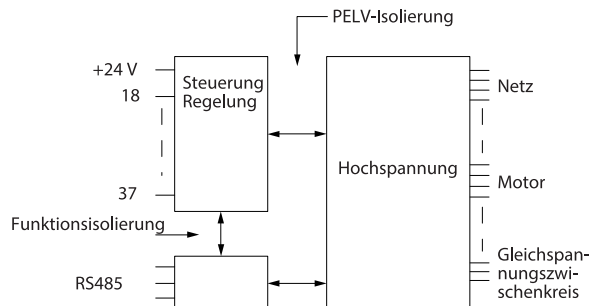 PELV-Isolierung
+24 V
18
37
Steuerung
Regelung
Hochspannung
Netz
Motor
Gleichspan-
nungszwi-
schenkreis
Funktionsisolierung
RS485